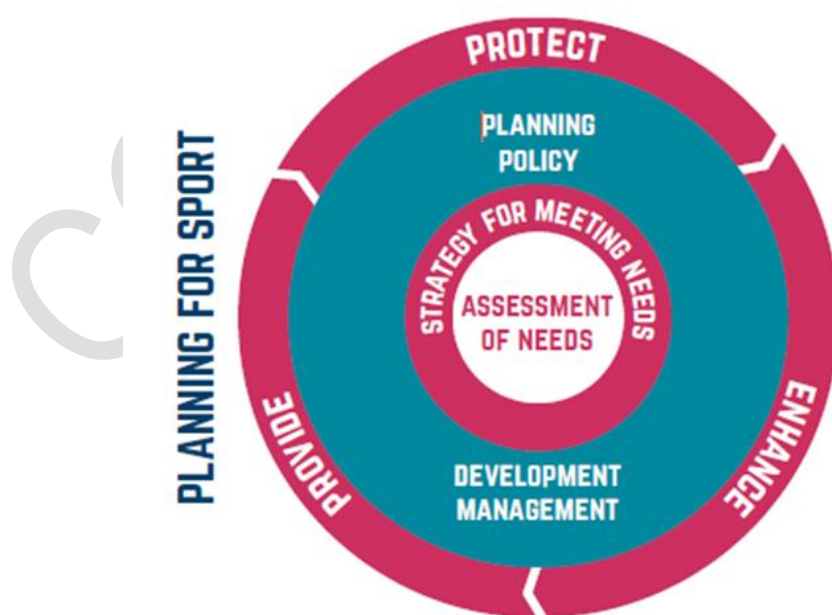 PLANNING FOR SPORT
PROTECT
PLANNING
POLICY
STRATEGY FOR MEETING NEEDS
ASSESSMENT
OF NEEDS
DEVELOPMENT
MANAGEMENT
ENHANCE
PROVIDE